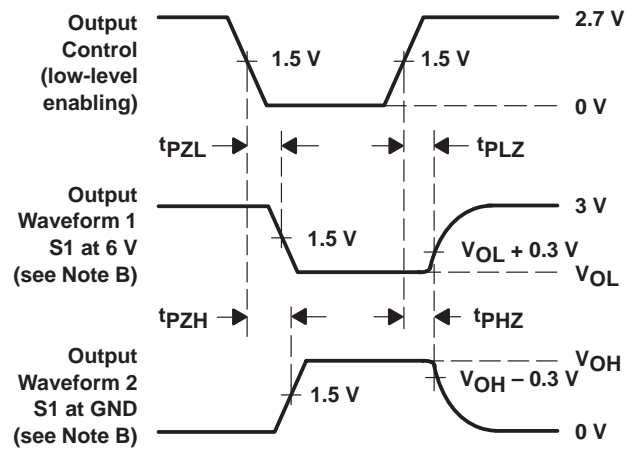 Output
Control
(low-level
enabling)
2.7 V
1.5 V
1.5 V
0 V
tPZL
tPLZ
Output
Waveform 1
S1 at 6 V
(see Note B)
3 V
1.5 V
VOL + 0.3 V
VOL
tPZH
tPHZ
Output
Waveform 2
S1 at GND
(see Note B)
VOH
1.5 V
VOH – 0.3 V
0 V